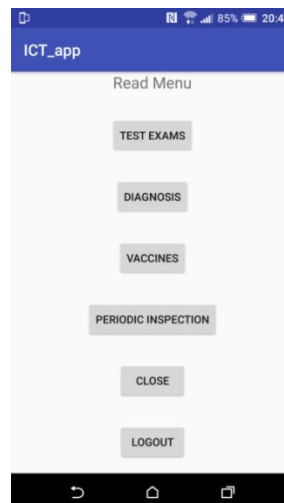 85% 20:4
ICT_app
Read Menu
TEST EXAMS
DIAGNOSIS
VACCINES
PERIODIC INSPECTION
CLOSE
LOGOUT